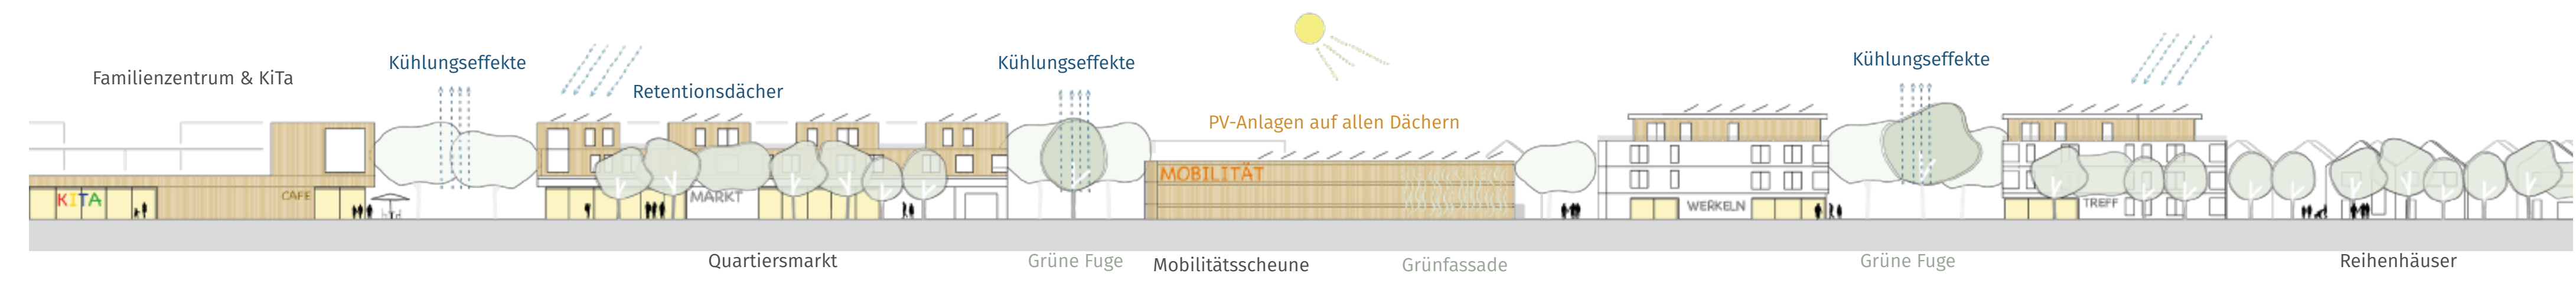 Familienzentrum & KiTa
Kühlungseffekte
Retentionsdächer
Kühlungseffekte
PV-Anlagen auf allen Dächern
Kühlungseffekte
KITA
CAFE
MARKT
MOBILITÄT
WERKELN
TREFF
Quartiersmarkt
Grüne Fuge
Mobilitätsscheune
Grünfassade
Grüne Fuge
Reihenhäuser